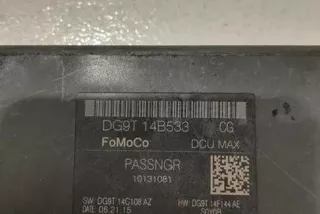 DG9T 14B533 CG
FoMoCo DCU MAX
PASSNGR
10131081
SW: DG9T 14C108 AZ HW: DG9T 14F144 AE
DATE: 08.21.15